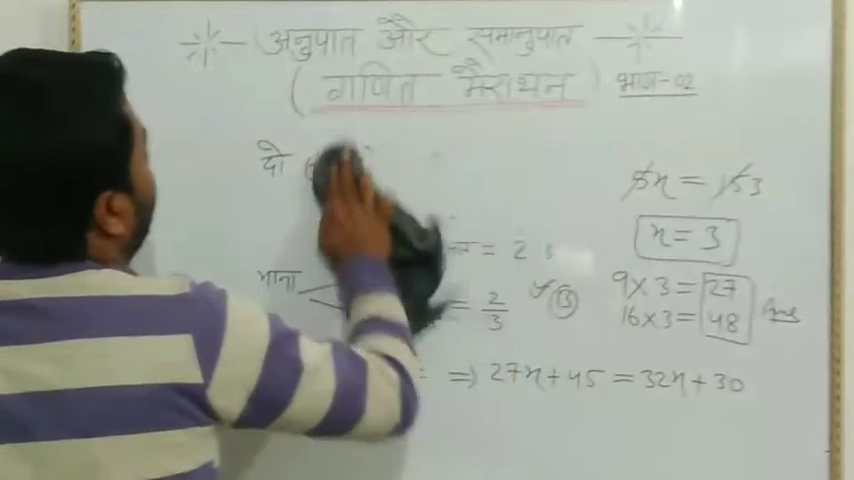 अनुपात और समानुपात
( गणित मैराथन ) भाग-02
दो
5x = 15 3
x = 3
= 2 :
माना
= 2/3
B
9×3 = 27
16×3 = 48 Ans
=> 27x + 45 = 32x + 30